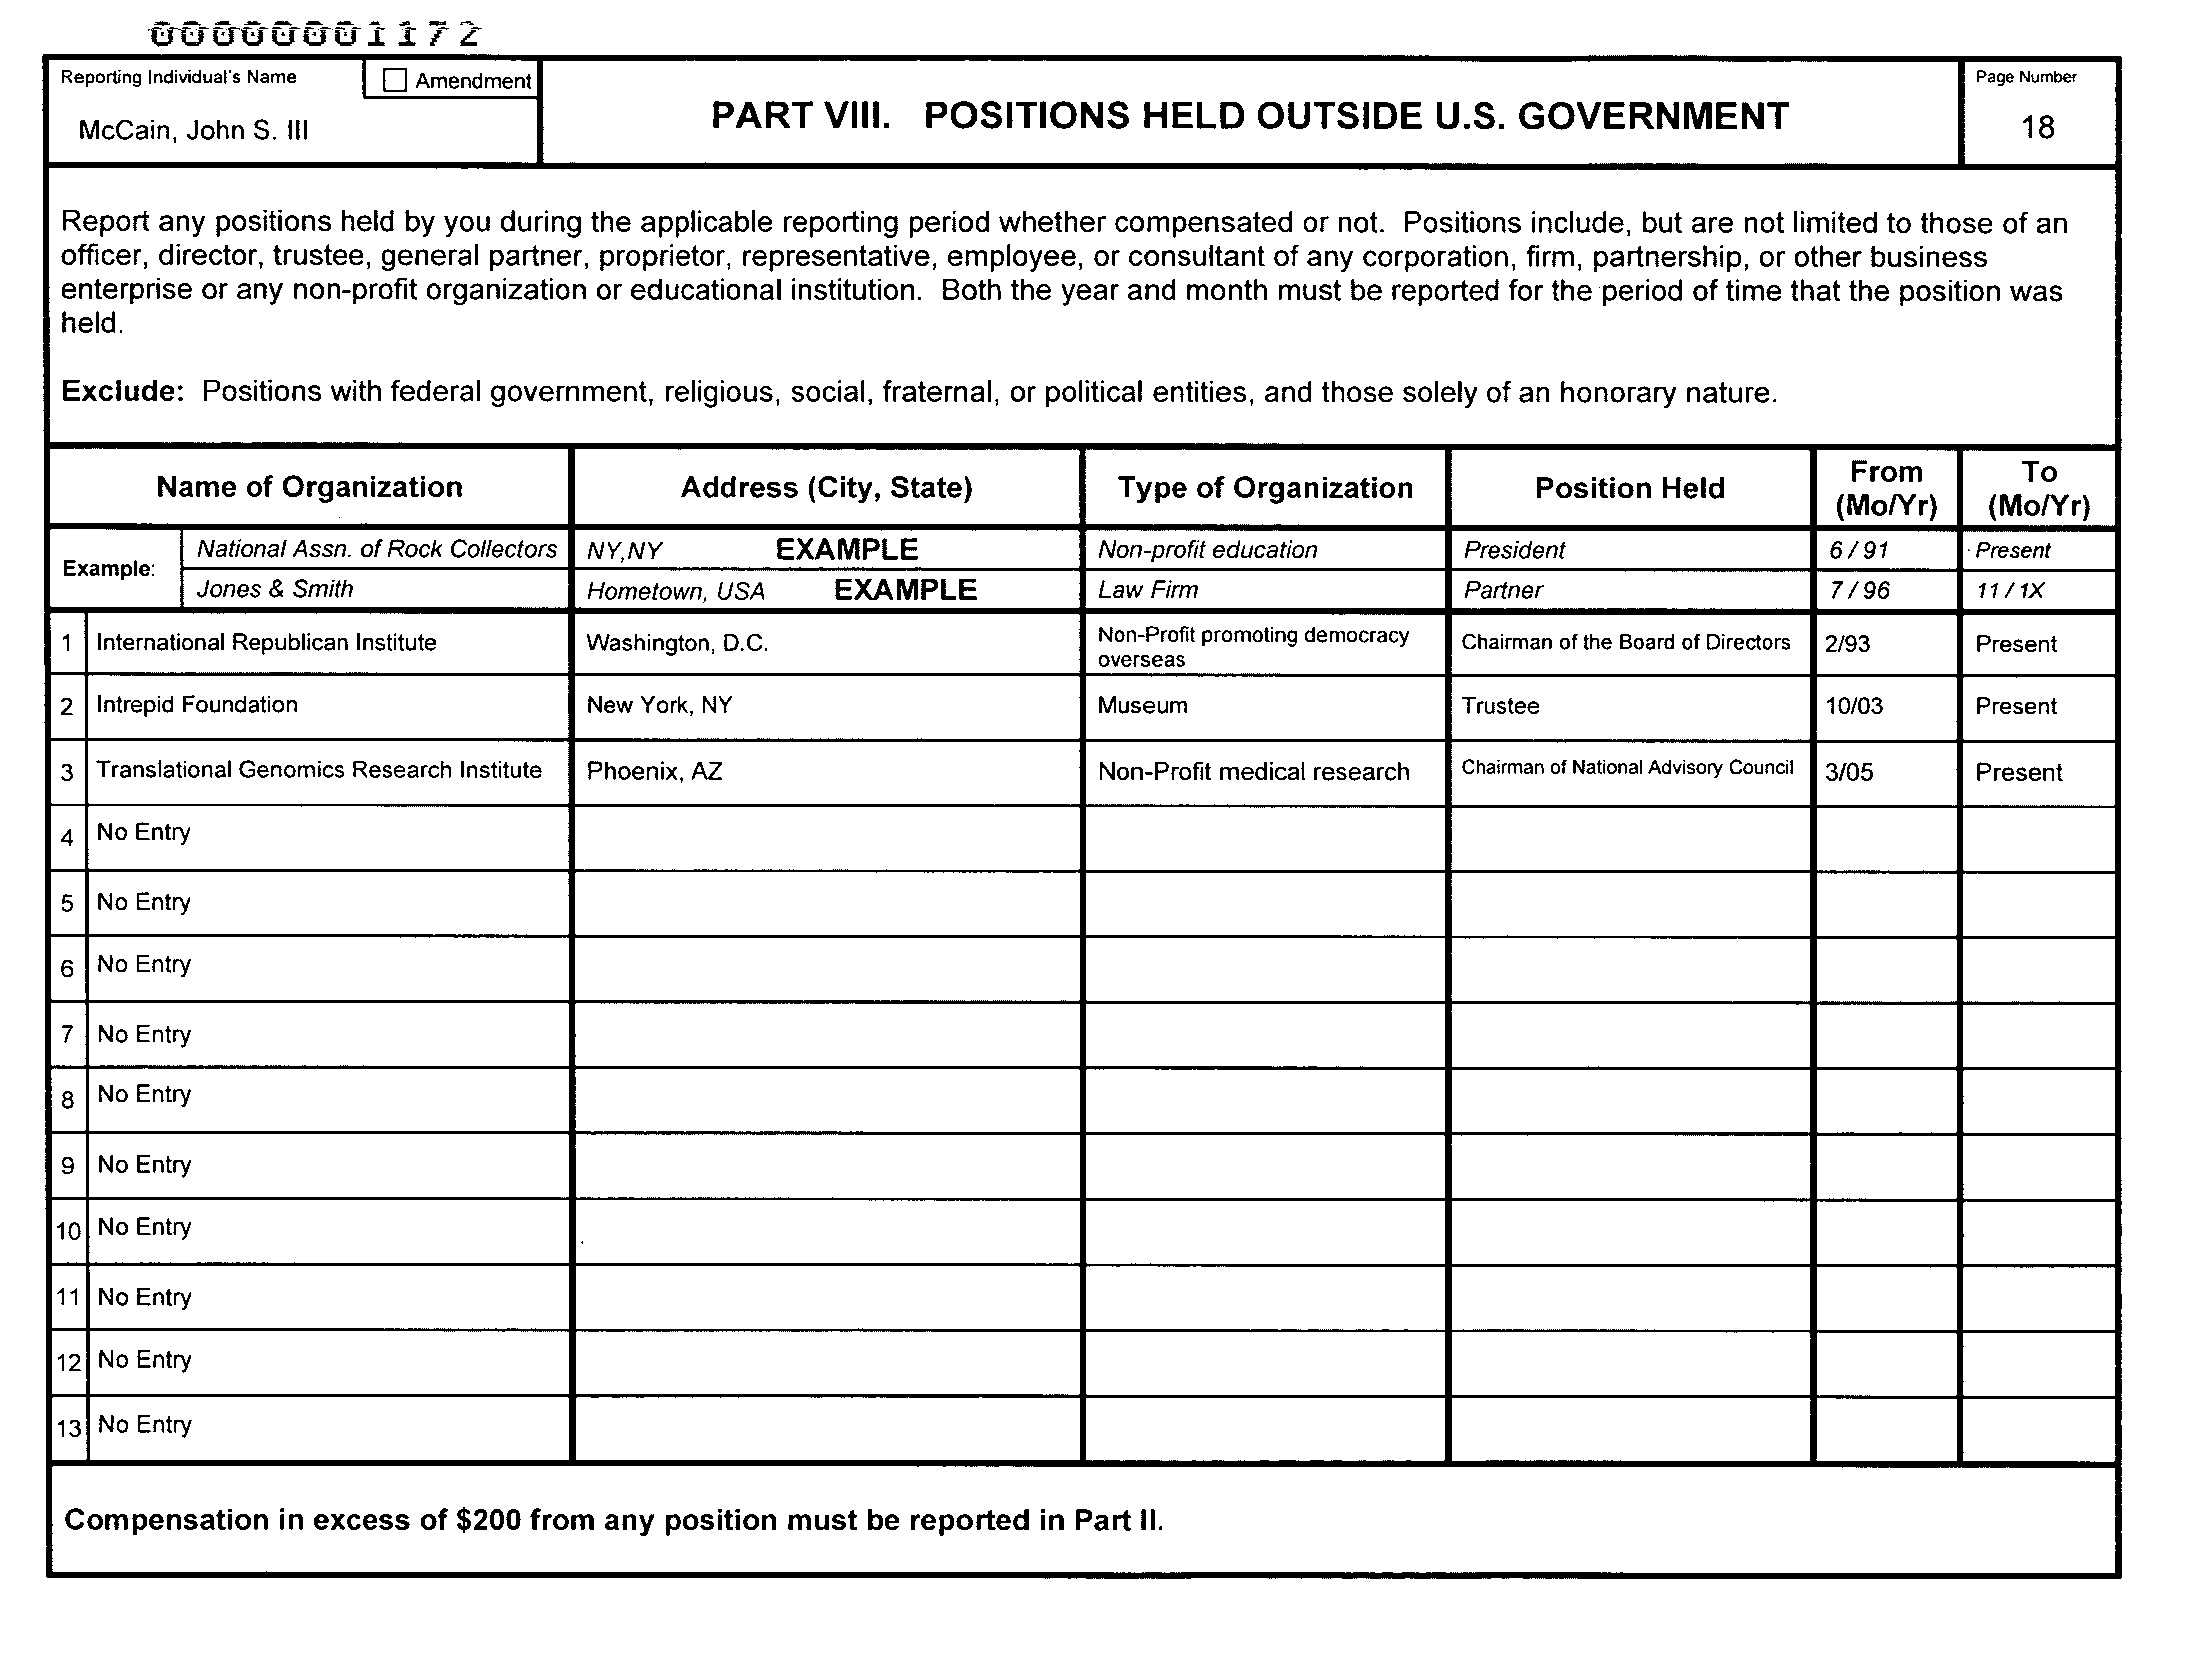 00000001172
Reporting Individual's Name
Amendment
McCain, John S. III
PART VIII. POSITIONS HELD OUTSIDE U.S. GOVERNMENT
Page Number
18
Report any positions held by you during the applicable reporting period whether compensated or not. Positions include, but are not limited to those of an
officer, director, trustee, general partner, proprietor, representative, employee, or consultant of any corporation, firm, partnership, or other business
enterprise or any non-profit organization or educational institution. Both the year and month must be reported for the period of time that the position was
held.
Exclude: Positions with federal government, religious, social, fraternal, or political entities, and those solely of an honorary nature.
Name of Organization Address (City, State) Type of Organization Position Held From (Mo/Yr) To (Mo/Yr)
Example: National Assn. of Rock Collectors NY,NY EXAMPLE Non-profit education President 6 / 91 Present
Jones & Smith Hometown, USA EXAMPLE Law Firm Partner 7 / 96 11 / 1X
1 International Republican Institute Washington, D.C. Non-Profit promoting democracy overseas Chairman of the Board of Directors 2/93 Present
2 Intrepid Foundation New York, NY Museum Trustee 10/03 Present
3 Translational Genomics Research Institute Phoenix, AZ Non-Profit medical research Chairman of National Advisory Council 3/05 Present
4 No Entry
5 No Entry
6 No Entry
7 No Entry
8 No Entry
9 No Entry
10 No Entry
11 No Entry
12 No Entry
13 No Entry
Compensation in excess of $200 from any position must be reported in Part II.